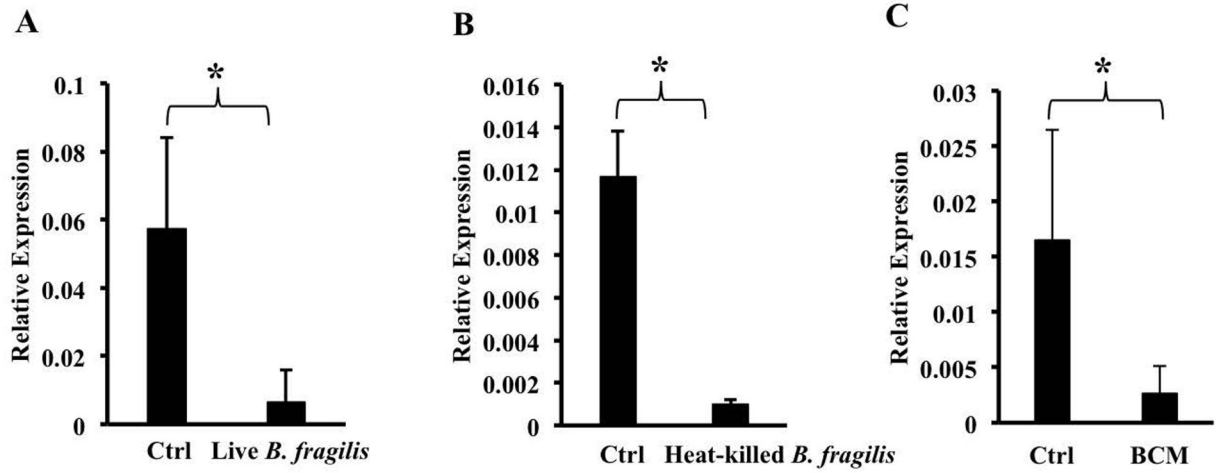 A
*
Relative Expression
0.1
0.08
0.06
0.04
0.02
0
Ctrl Live B. fragilis
B
*
Relative Expression
0.016
0.014
0.012
0.01
0.008
0.006
0.004
0.002
0
Ctrl Heat-killed B. fragilis
C
*
Relative Expression
0.03
0.025
0.02
0.015
0.01
0.005
0
Ctrl BCM